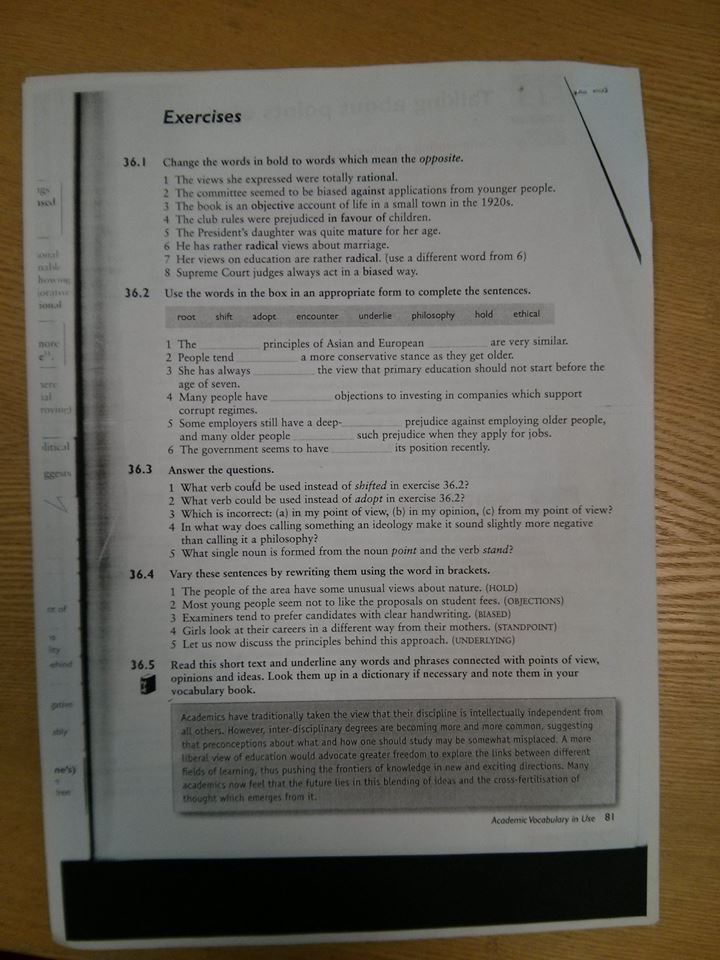 Exercises
36.1 Change the words in bold to words which mean the opposite.
1 The views she expressed were totally rational.
2 The committee seemed to be biased against applications from younger people.
3 The book is an objective account of life in a small town in the 1920s.
4 The club rules were prejudiced in favour of children.
5 The President's daughter was quite mature for her age.
6 He has rather radical views about marriage.
7 Her views on education are rather radical. (use a different word from 6)
8 Supreme Court judges always act in a biased way.
36.2 Use the words in the box in an appropriate form to complete the sentences.
root shift adopt encounter underlie philosophy hold ethical
1 The __________ principles of Asian and European __________ are very similar.
2 People tend __________ a more conservative stance as they get older.
3 She has always __________ the view that primary education should not start before the
age of seven.
4 Many people have __________ objections to investing in companies which support
corrupt regimes.
5 Some employers still have a deep-__________ prejudice against employing older people,
and many older people __________ such prejudice when they apply for jobs.
6 The government seems to have __________ its position recently.
36.3 Answer the questions.
1 What verb could be used instead of shifted in exercise 36.2?
2 What verb could be used instead of adopt in exercise 36.2?
3 Which is incorrect: (a) in my point of view, (b) in my opinion, (c) from my point of view?
4 In what way does calling something an ideology make it sound slightly more negative
than calling it a philosophy?
5 What single noun is formed from the noun point and the verb stand?
36.4 Vary these sentences by rewriting them using the word in brackets.
1 The people of the area have some unusual views about nature. (HOLD)
2 Most young people seem not to like the proposals on student fees. (OBJECTIONS)
3 Examiners tend to prefer candidates with clear handwriting. (BIASED)
4 Girls look at their careers in a different way from their mothers. (STANDPOINT)
5 Let us now discuss the principles behind this approach. (UNDERLYING)
36.5 Read this short text and underline any words and phrases connected with points of view,
opinions and ideas. Look them up in a dictionary if necessary and note them in your
vocabulary book.
Academics have traditionally taken the view that their discipline is intellectually independent from
all others. However, inter-disciplinary degrees are becoming more and more common, suggesting
that preconceptions about what and how one should study may be somewhat misplaced. A more
liberal view of education would advocate greater freedom to explore the links between different
fields of learning, thus pushing the frontiers of knowledge in new and exciting directions. Many
academics now feel that the future lies in this blending of ideas and the cross-fertilisation of
thought which emerges from it.
Academic Vocabulary in Use 81